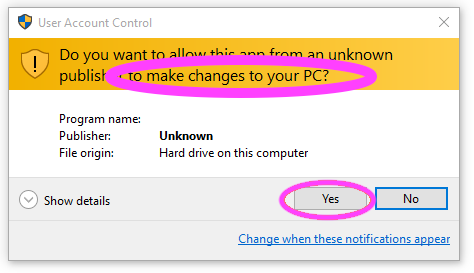 User Account Control
Do you want to allow this app from an unknown
publisher to make changes to your PC?
Program name:
Publisher: Unknown
File origin: Hard drive on this computer
Show details
Yes
No
Change when these notifications appear